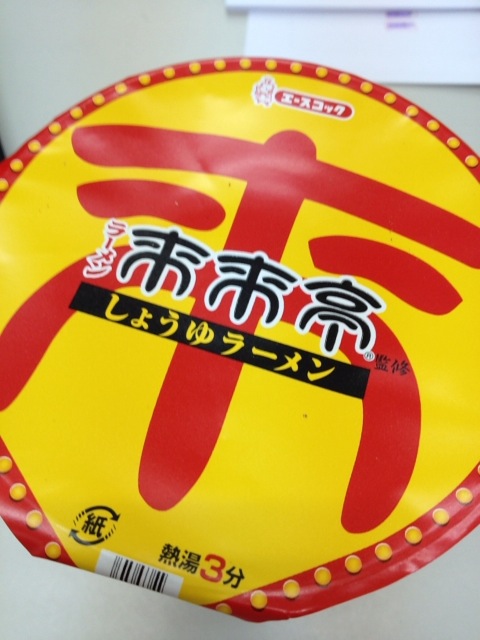 エースコック
来
ラーメン
来来亭®
監修
しょうゆラーメン
紙
熱湯3分